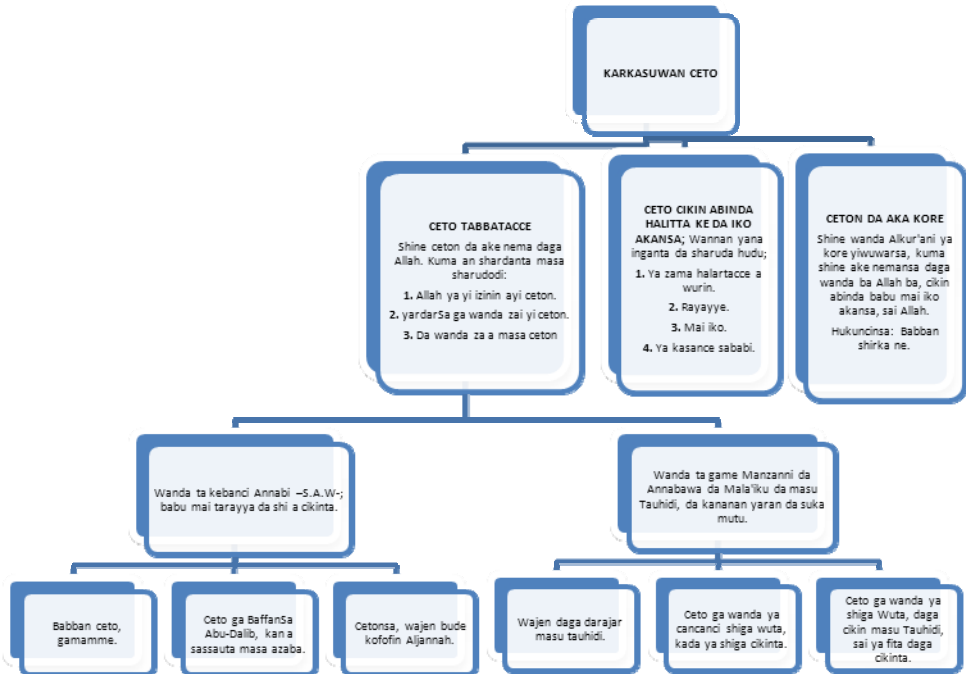 KARKASUWAN CETO
CETO TABBATACCE
Shine ceton da ake nema daga
Allah. Kuma an shardanta masa
sharudodi:
1. Allah ya yi izinin ayi ceton.
2. yardarSa ga wanda zai yi ceton.
3. Da wanda za a masa ceton
CETO CIKIN ABINDA
HALITTA KE DA IKO
AKANSA; Wannan yana
inganta da sharuda hudu;
1. Ya zama halartacce a
wurin.
2. Rayayye.
3. Mai iko.
4. Ya kasance sababi.
CETON DA AKA KORE
Shine wanda Alkur'ani ya
kore yiwuwarsa, kuma
shine ake nemansa daga
wanda ba Allah ba, cikin
abinda babu mai iko
akansa, sai Allah.
Hukuncinsa: Babban
shirka ne.
Wanda ta kebanci Annabi –S.A.W-;
babu mai tarayya da shi a cikinta.
Wanda ta game Manzanni da
Annabawa da Mala'iku da masu
Tauhidi, da kananan yaran da suka
mutu.
Babban ceto,
gamamme.
Ceto ga BaffanSa
Abu-Dalib, kan a
sassauta masa azaba.
Cetonsa, wajen bude
kofofin Aljannah.
Wajen daga darajar
masu tauhidi.
Ceto ga wanda ya
cancanci shiga wuta,
kada ya shiga cikinta.
Ceto ga wanda ya
shiga Wuta, daga
cikin masu Tauhidi,
sai ya fita daga
cikinta.